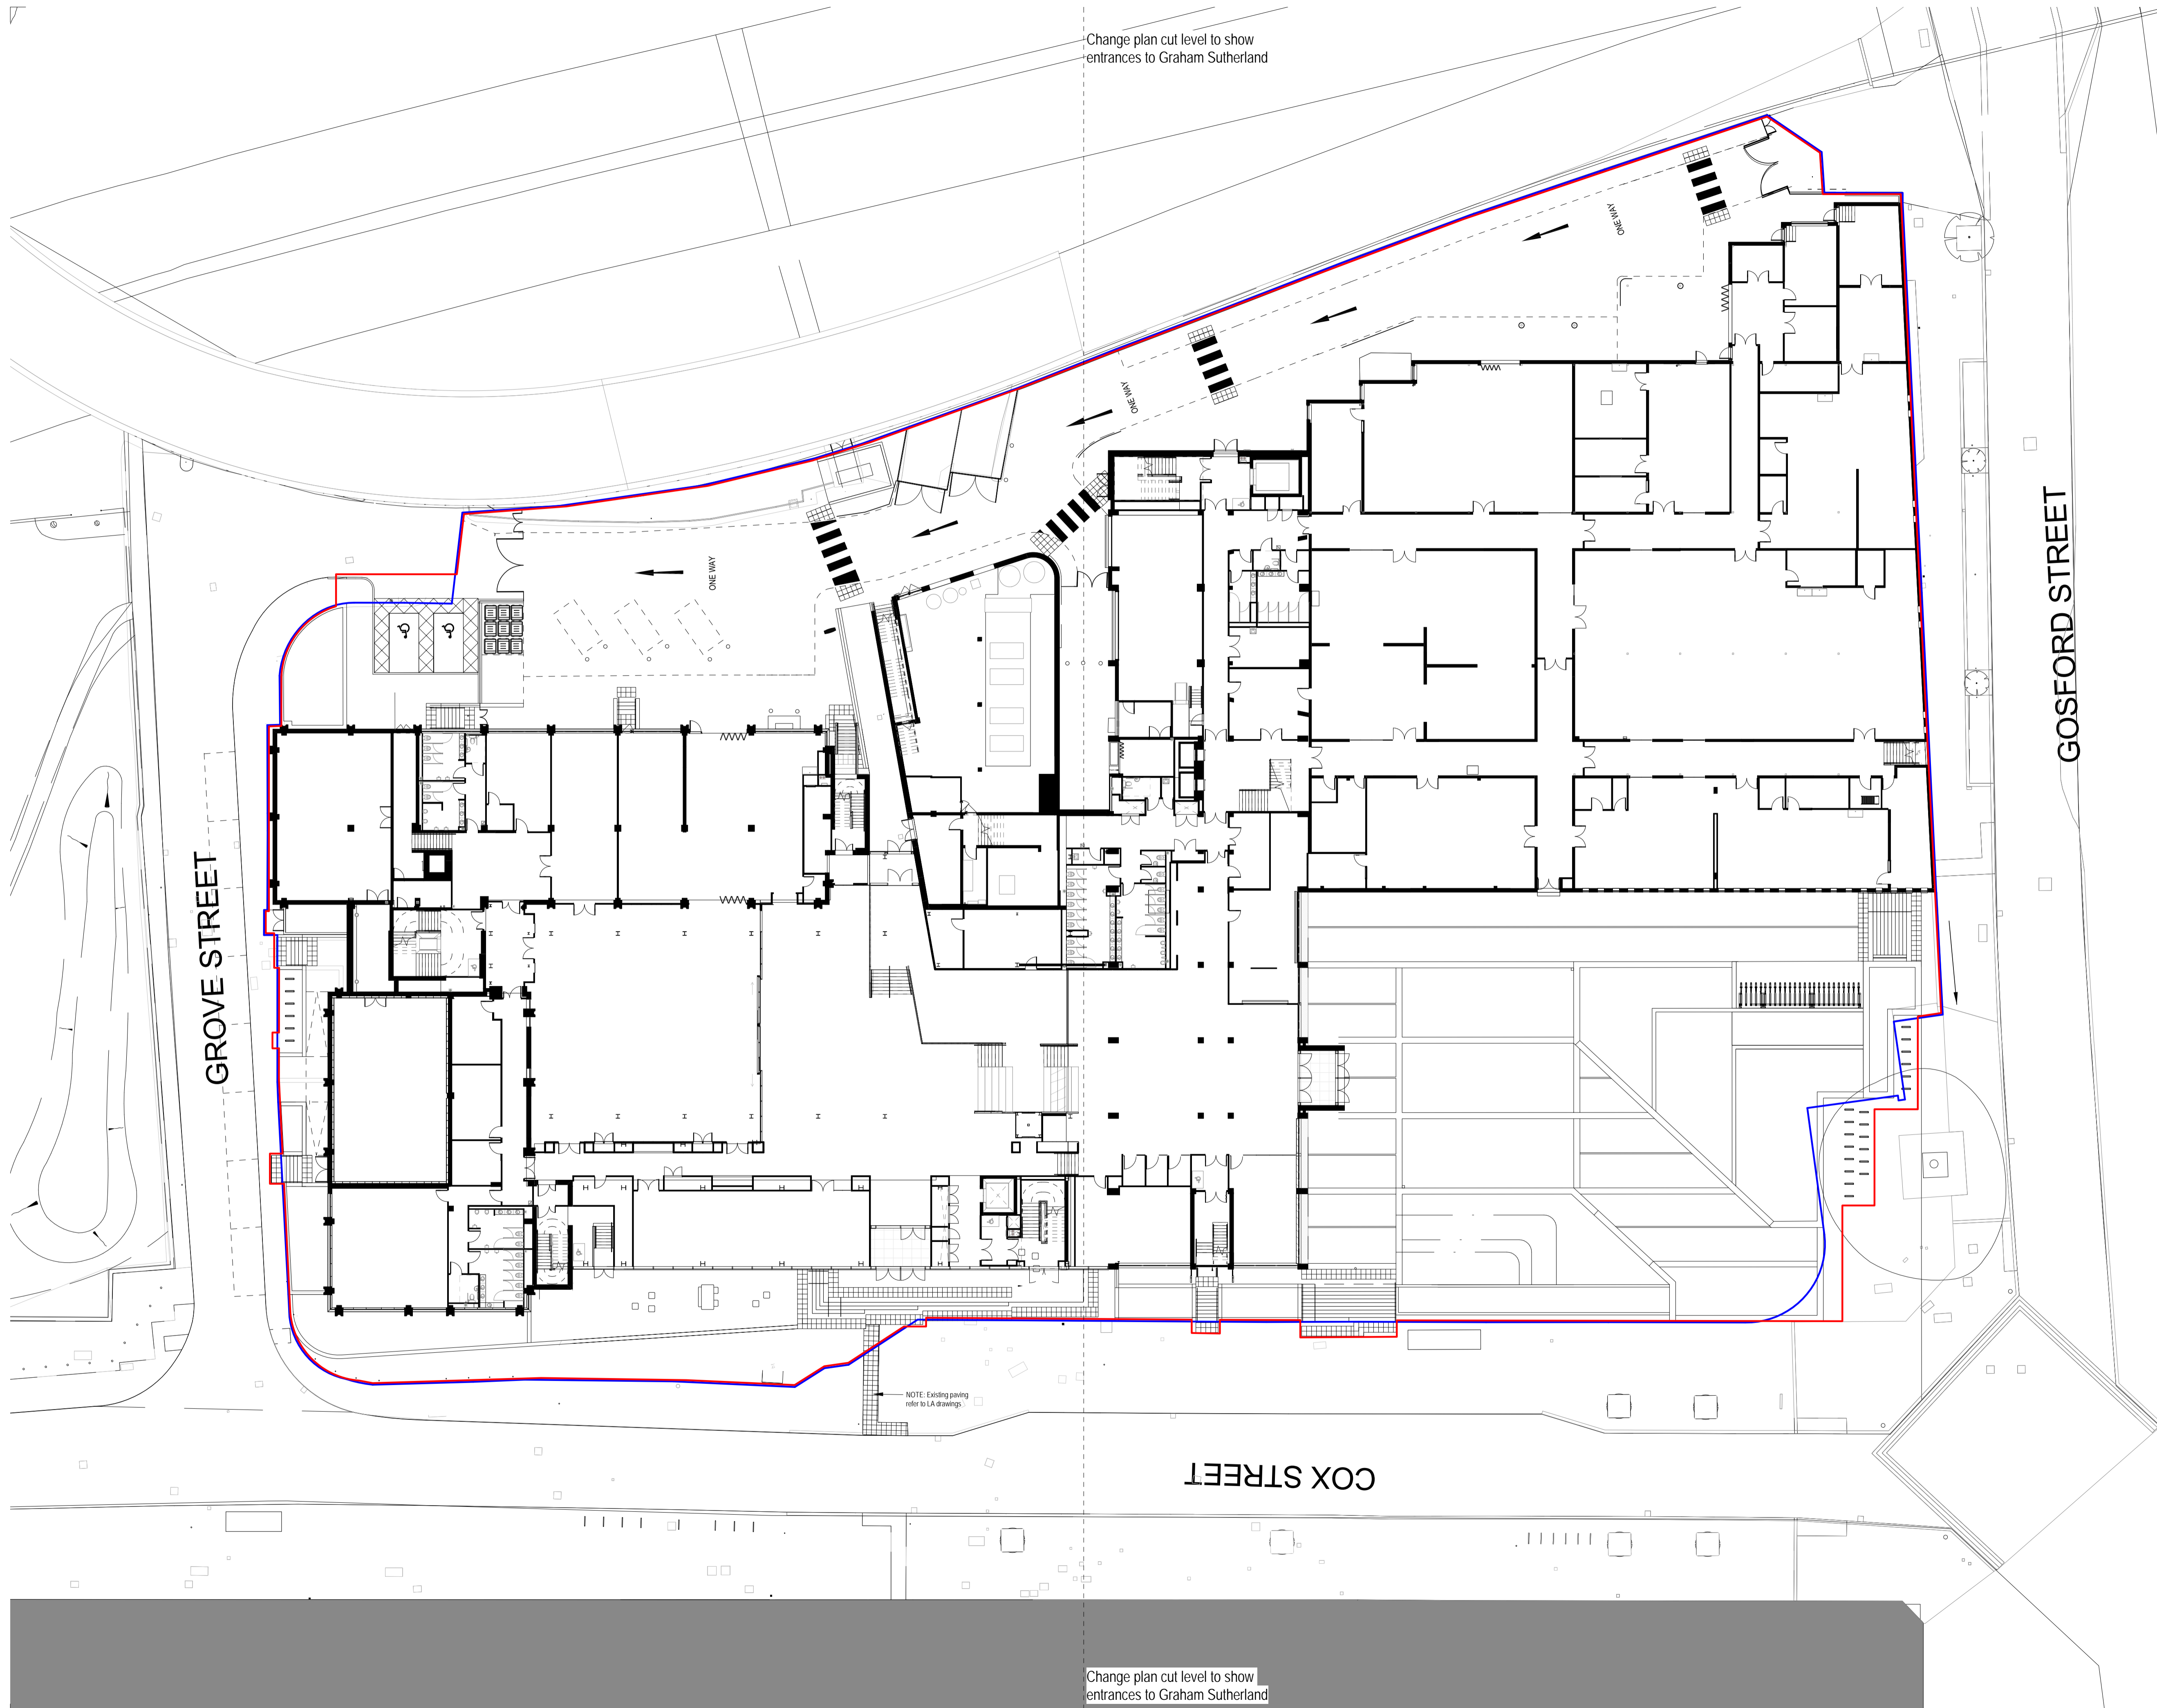 Change plan cut level to show
entrances to Graham Sutherland
ONE WAY
ONE WAY
ONE WAY
GOSFORD STREET
GROVE STREET
NOTE: Existing paving
refer to LA drawings
COX STREET
Change plan cut level to show
entrances to Graham Sutherland